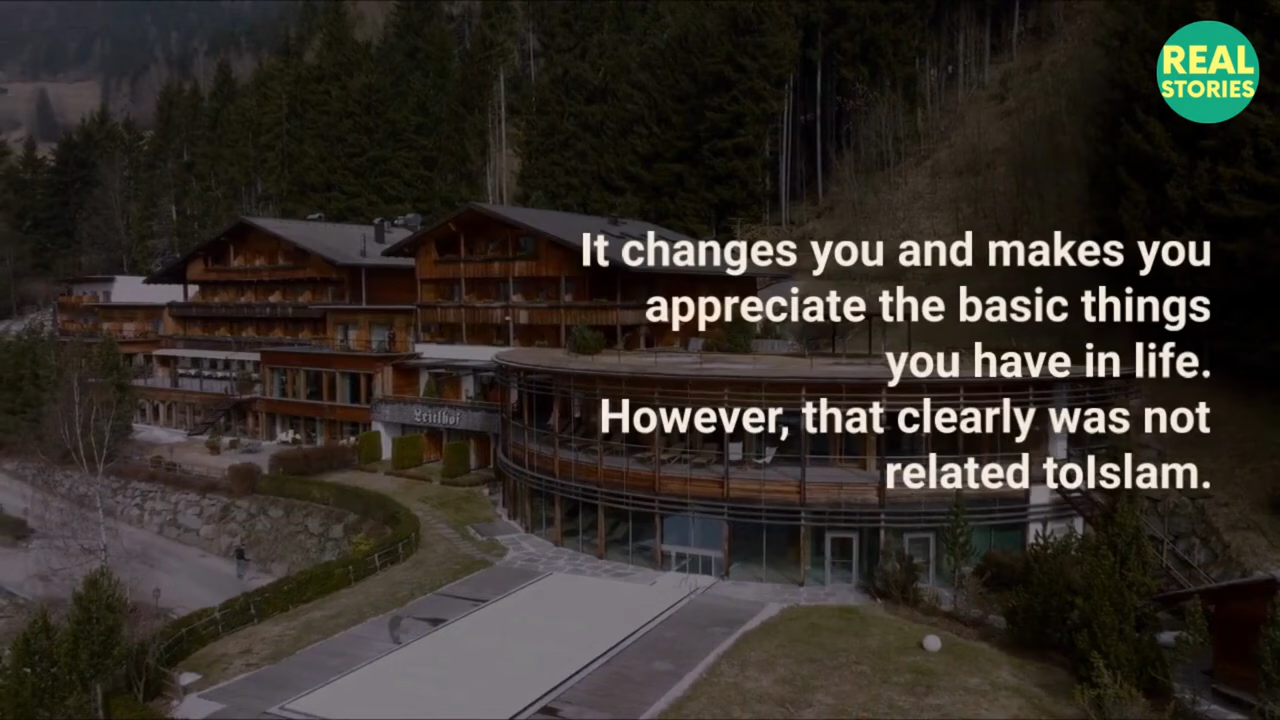 REAL
STORIES
It changes you and makes you
appreciate the basic things
you have in life.
However, that clearly was not
related toIslam.
Leitlhof